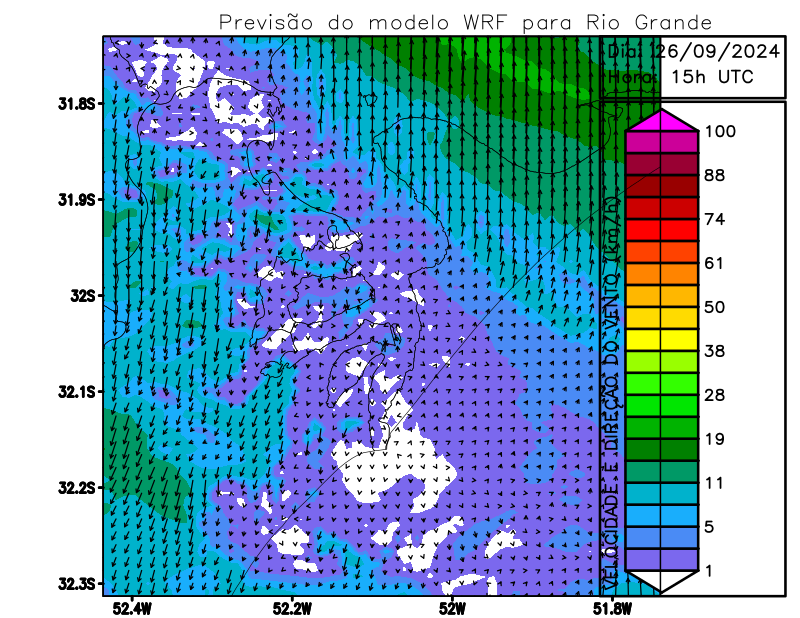 Previsão do modelo WRF para Rio Grande
Dia: 26/09/2024
Hora: 15h UTC
31.8S
31.9S
32S
32.1S
32.2S
32.3S
52.4W
52.2W
52W
51.8W
VELOCIDADE E DIREÇÃO DO VENTO (Km/h)
100
88
74
61
50
38
28
19
11
5
1